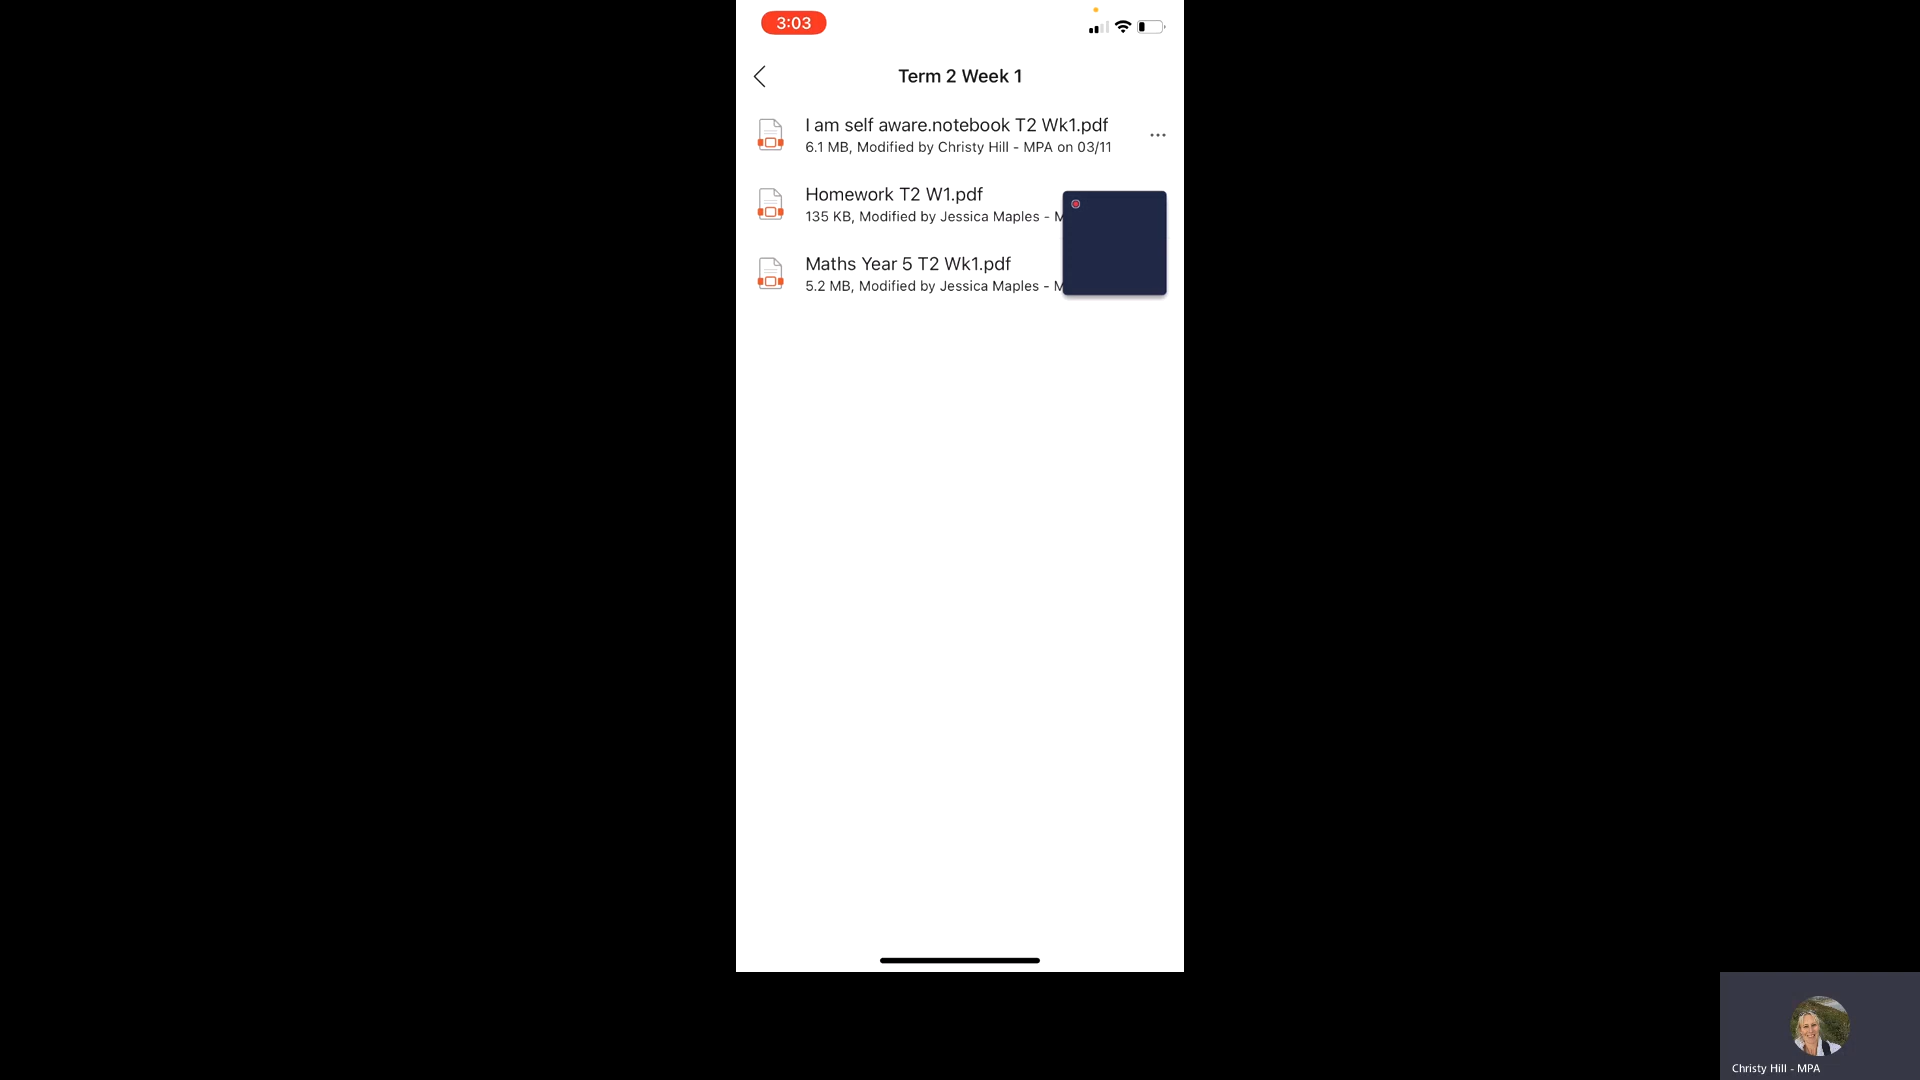 3:03
Term 2 Week 1
I am self aware.notebook T2 Wk1.pdf
6.1 MB, Modified by Christy Hill - MPA on 03/11
Homework T2 W1.pdf
135 KB, Modified by Jessica Maples -
Maths Year 5 T2 Wk1.pdf
5.2 MB, Modified by Jessica Maples -
Christy Hill - MPA